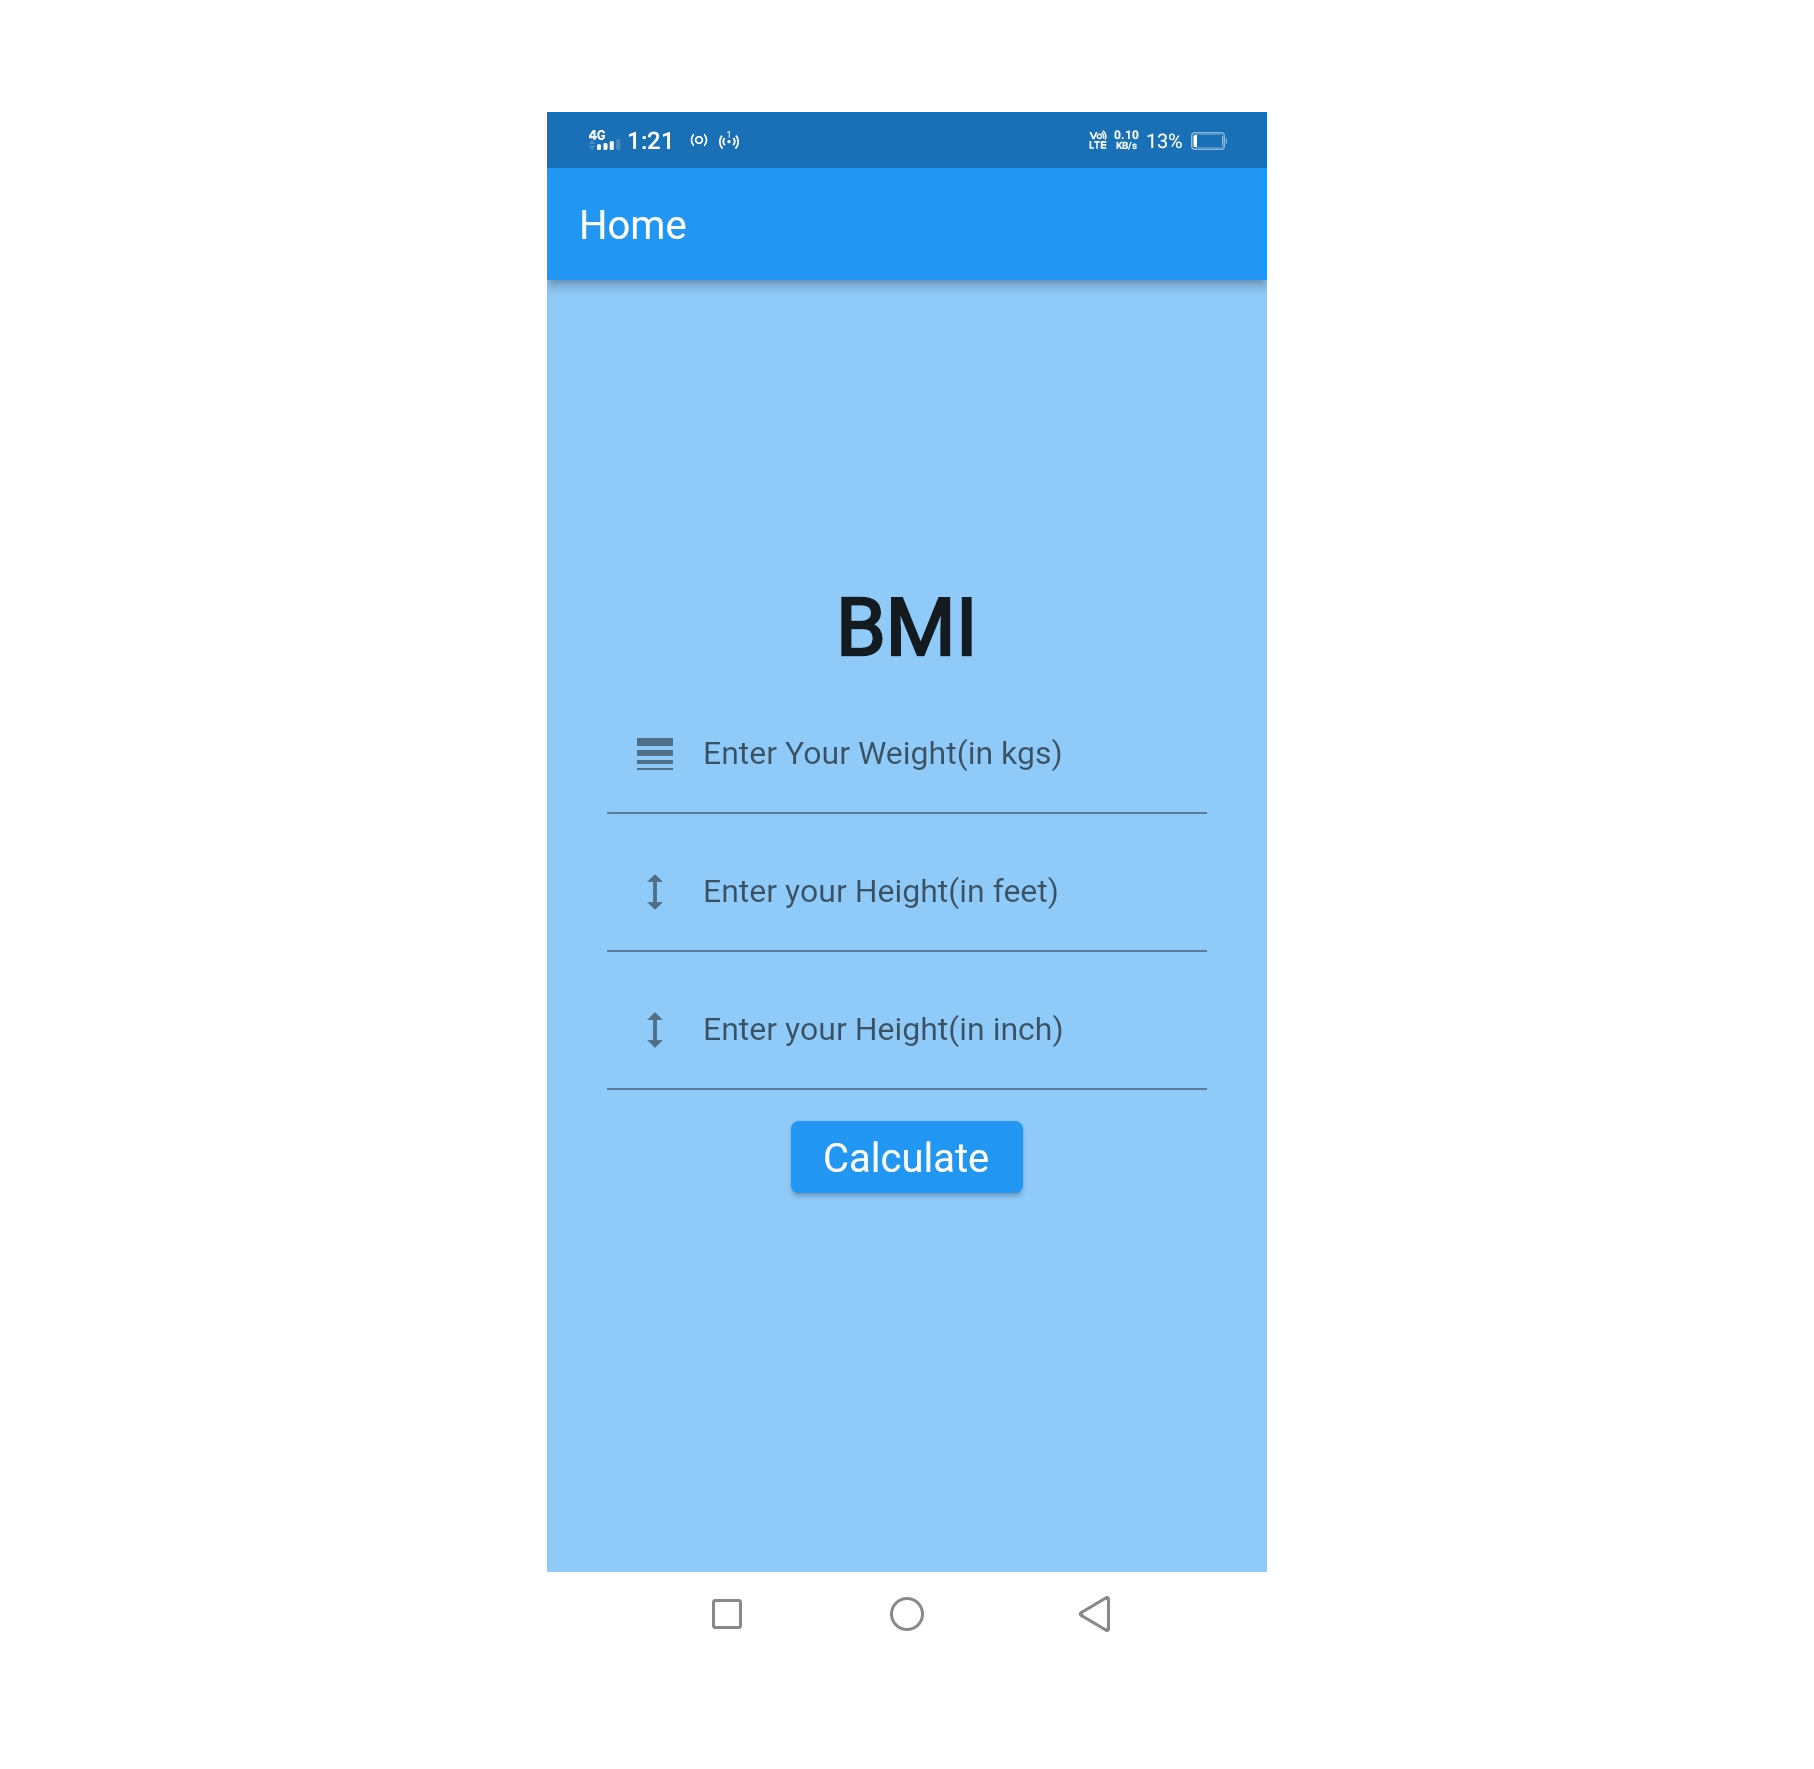 4G 1:21 1 Vo) LTE 0.10 KB/s 13%
Home
BMI
Enter Your Weight(in kgs)
Enter your Height(in feet)
Enter your Height(in inch)
Calculate